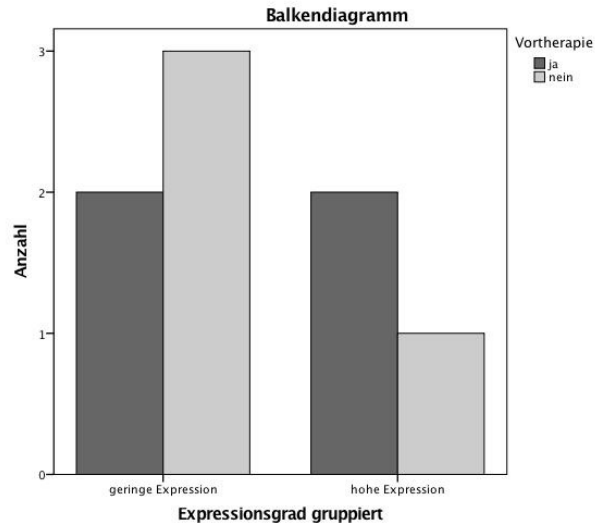 Balkendiagramm
Vortherapie
ja
nein
3
2
1
0
Anzahl
geringe Expression
hohe Expression
Expressionsgrad gruppiert